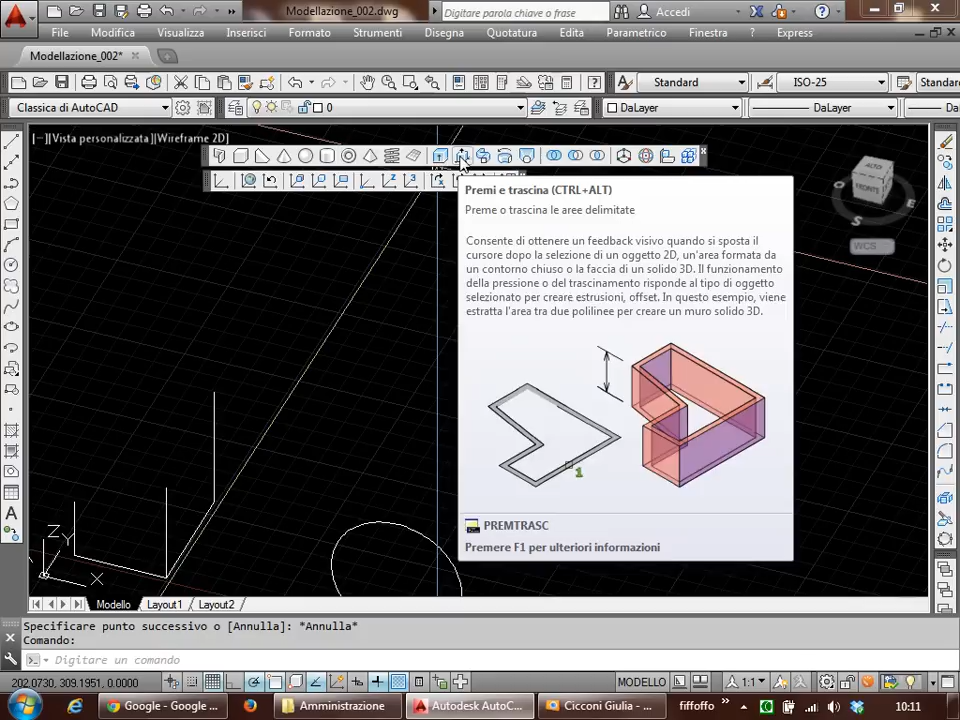 Modellazione_002.dwg
Digitare parola chiave o frase
Accedi
File Modifica Visualizza Inserisci Formato Strumenti Disegna Quotatura Edita Parametrico Finestra ? Express
Modellazione_002*
Standard
ISO-25
Standard
Classica di AutoCAD
0
DaLayer
DaLayer
DaLayer
[−][Vista personalizzata][Wireframe 2D]
Premi e trascina (CTRL+ALT)
Preme o trascina le aree delimitate
Consente di ottenere un feedback visivo quando si sposta il
cursore dopo la selezione di un oggetto 2D, un'area formata da
un contorno chiuso o la faccia di un solido 3D. Il funzionamento
della pressione o del trascinamento risponde al tipo di oggetto
selezionato per creare estrusioni, offset. In questo esempio, viene
estratta l'area tra due polilinee per creare un muro solido 3D.
1
PREMTRASC
Premere F1 per ulteriori informazioni
ALTO
FRONTE
O
E
S
WCS
Z
Y
X
Modello Layout1 Layout2
Specificare punto successivo o [Annulla]: *Annulla*
Comando:
Digitare un comando
202.0730, 309.1951, 0.0000
MODELLO
1:1
Google - Google ...
Amministrazione
Autodesk AutoC...
Cicconi Giulia - ...
fiffoffo
10:11